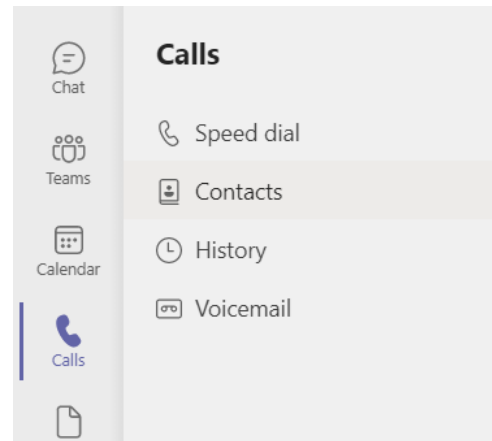 Chat
Teams
Calendar
Calls
Calls
Speed dial
Contacts
History
Voicemail